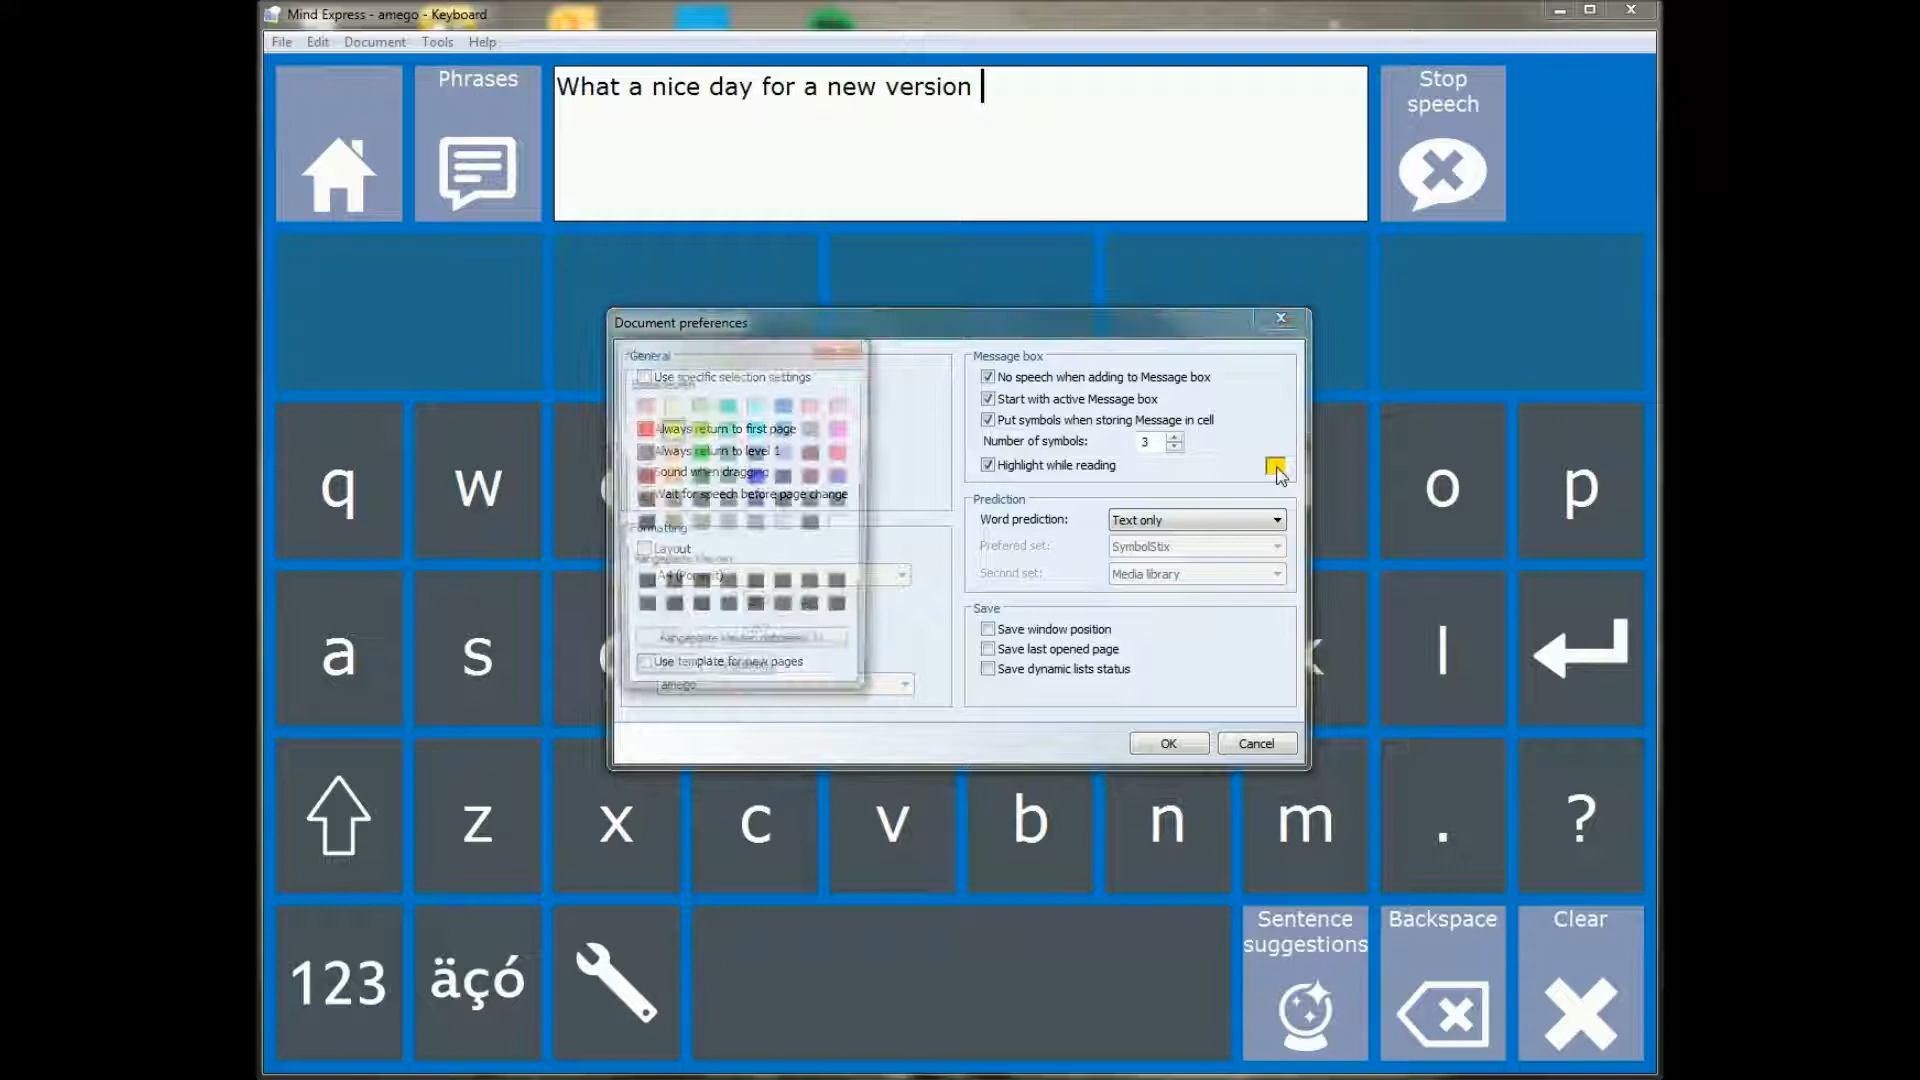 Mind Express - amego - Keyboard
File Edit Document Tools Help
Phrases
What a nice day for a new version
Stop
speech
Document preferences
General
Use specific selection settings
Always return to first page
Always return to level 1
Sound when dragging
Wait for speech before page change
Formatting
Layout
A4 (Portrait)
Use template for new pages
amego
Message box
No speech when adding to Message box
Start with active Message box
Put symbols when storing Message in cell
Number of symbols: 3
Highlight while reading
Prediction
Word prediction: Text only
Prefered set: SymbolStix
Second set: Media library
Save
Save window position
Save last opened page
Save dynamic lists status
OK Cancel
q w o p
a s l
z x c v b n m . ?
123 äçó
Sentence
suggestions
Backspace
Clear